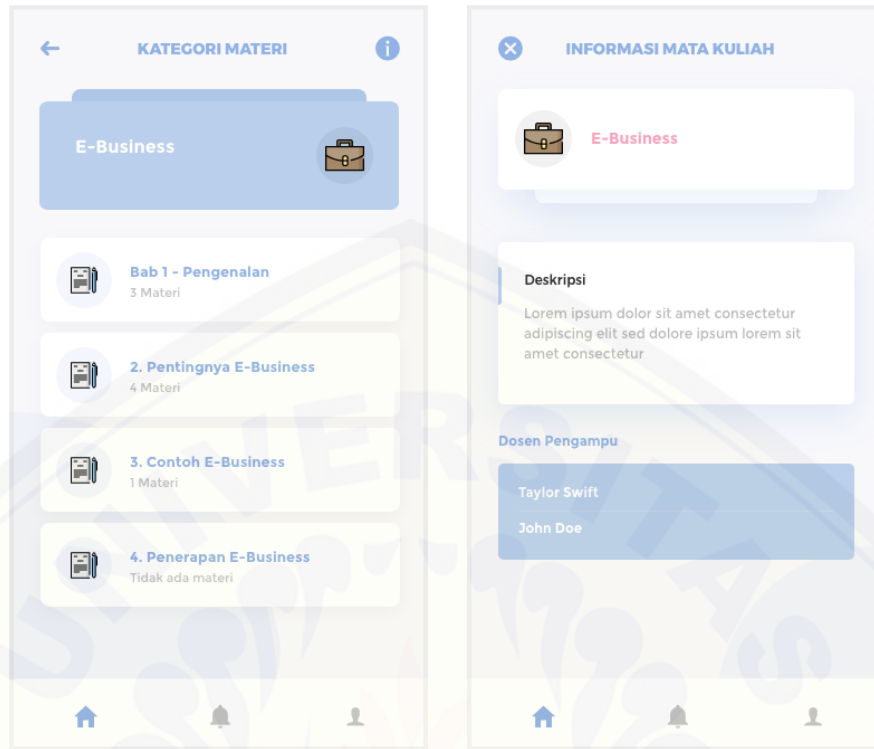 KATEGORI MATERI
E-Business
Bab 1 - Pengenalan
3 Materi
2. Pentingnya E-Business
4 Materi
3. Contoh E-Business
1 Materi
4. Penerapan E-Business
Tidak ada materi
INFORMASI MATA KULIAH
E-Business
Deskripsi
Lorem ipsum dolor sit amet consectetur
adipiscing elit sed dolore ipsum lorem sit
amet consectetur
Dosen Pengampu
Taylor Swift
John Doe
UNIVERSITAS